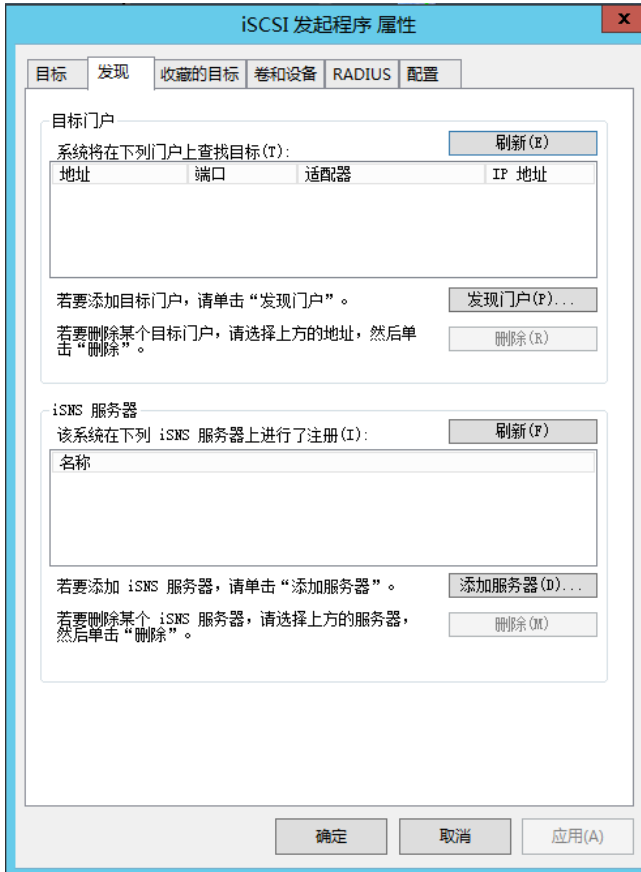 iSCSI 发起程序 属性
x
目标 发现 收藏的目标 卷和设备 RADIUS 配置
目标门户
系统将在下列门户上查找目标(T): 刷新(E)
地址 端口 适配器 IP 地址
若要添加目标门户，请单击“发现门户”。 发现门户(P)...
若要删除某个目标门户，请选择上方的地址，然后单
击“删除”。
删除(R)
iSNS 服务器
该系统在下列 iSNS 服务器上进行了注册(I): 刷新(F)
名称
若要添加 iSNS 服务器，请单击“添加服务器”。 添加服务器(D)...
若要删除某个 iSNS 服务器，请选择上方的服务器，
然后单击“删除”。
删除(M)
确定 取消 应用(A)